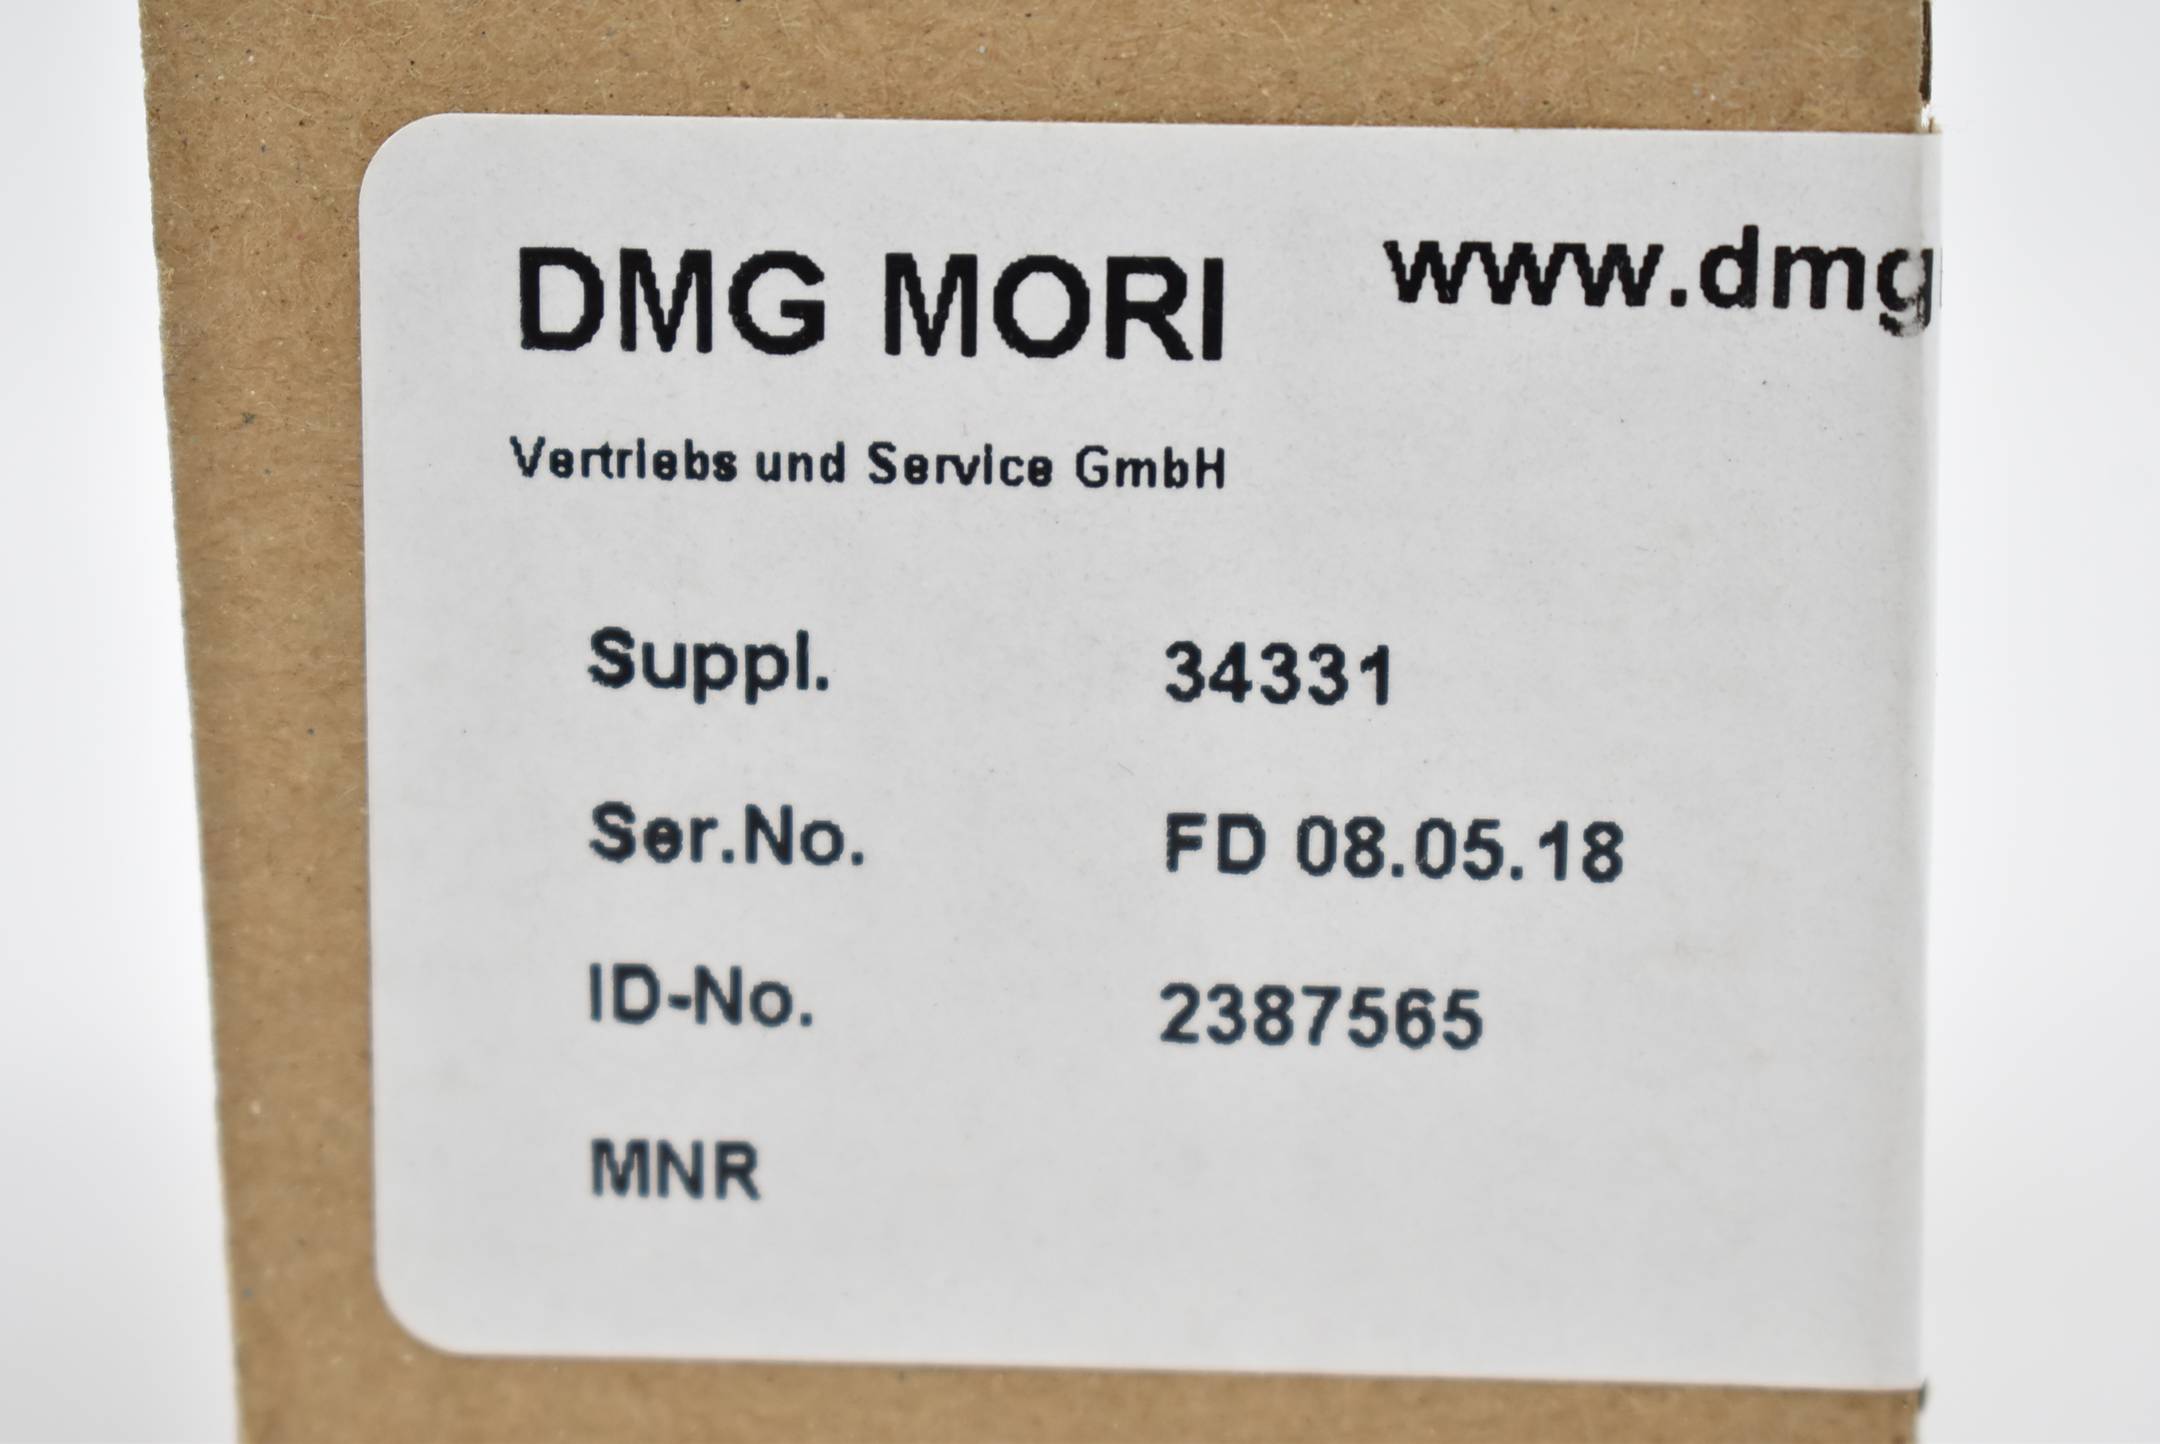 DMG MORI www.dmg
Vertriebs und Service GmbH
Suppl. 34331
Ser.No. FD 08.05.18
ID-No. 2387565
MNR